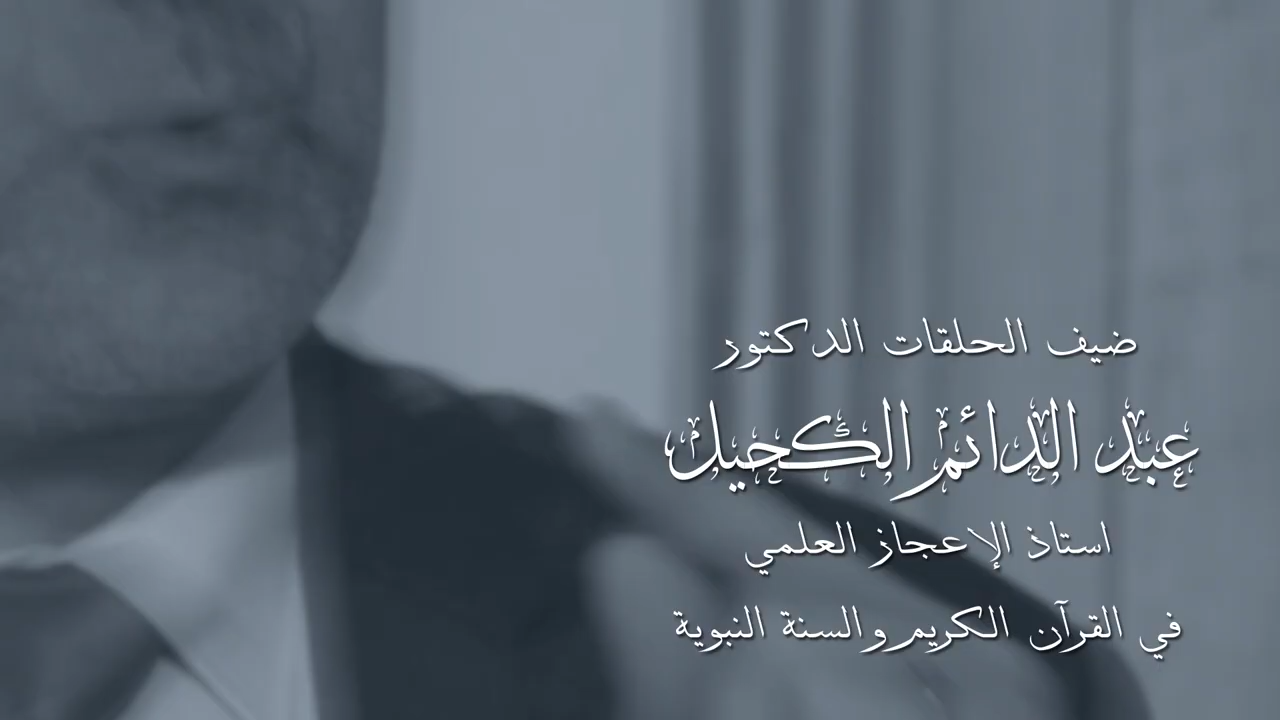 ضيف الحلقات الدكتور
عبد الدائم الكحيل
استاذ الإعجاز العلمي
في القرآن الكريم والسنة النبوية